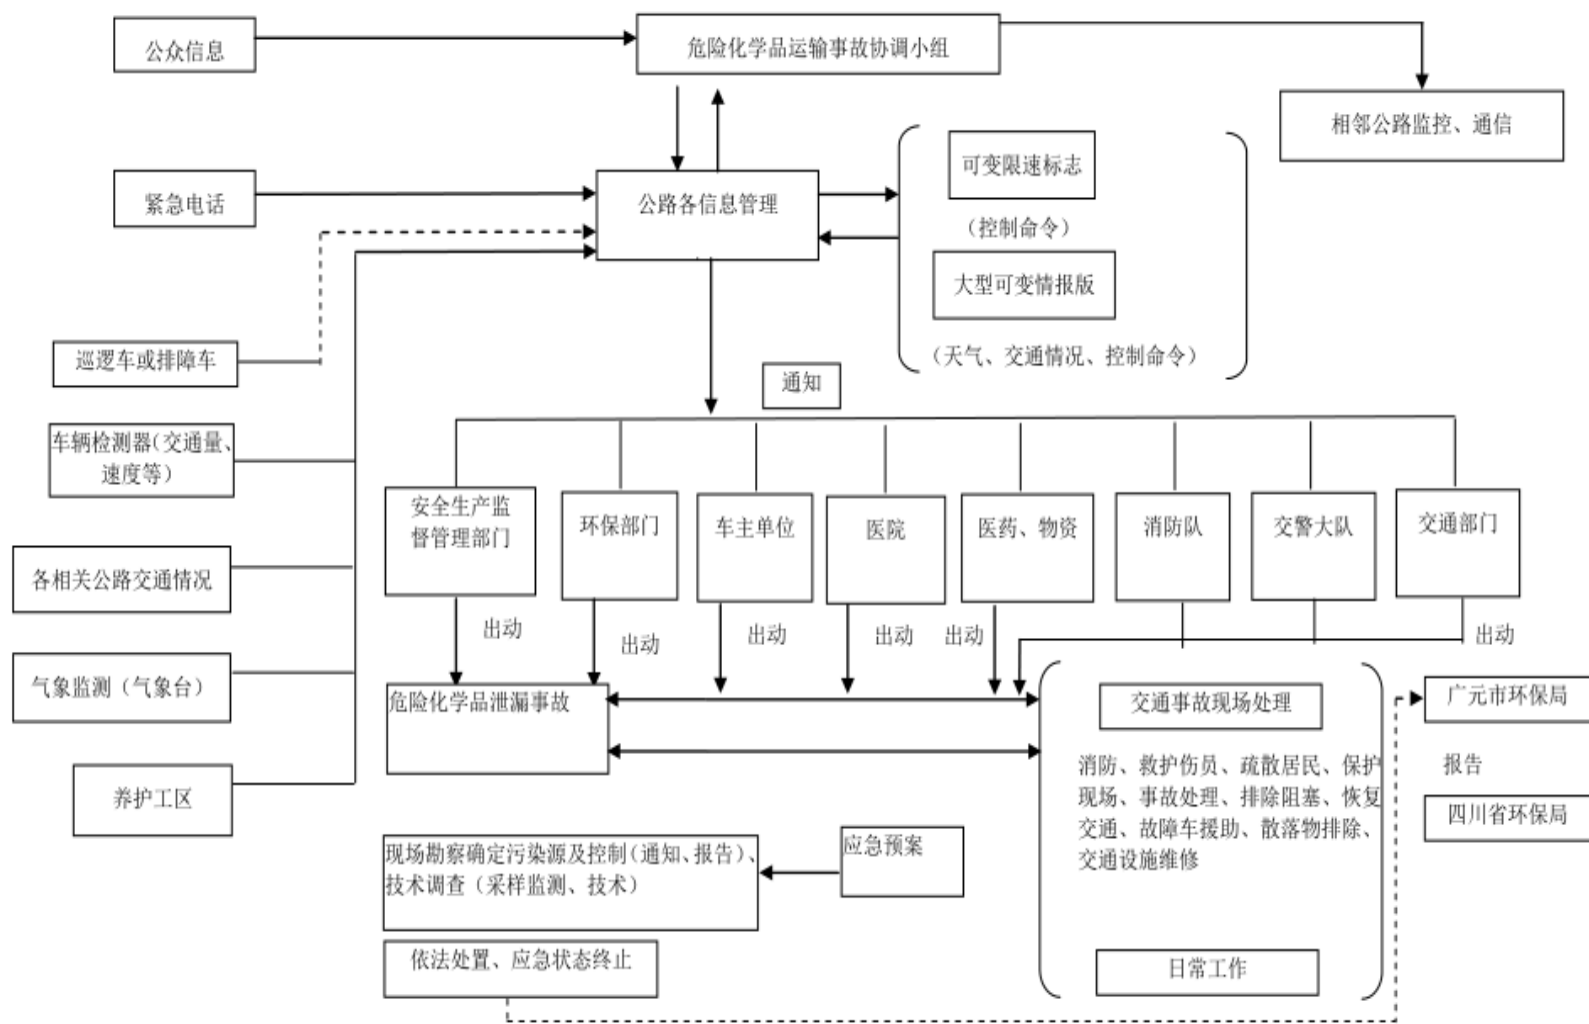 公众信息
危险化学品运输事故协调小组
相邻公路监控、通信
紧急电话
公路各信息管理
可变限速标志
（控制命令）
大型可变情报版
（天气、交通情况、控制命令）
巡逻车或排障车
通知
车辆检测器（交通量、
速度等）
安全生产监
督管理部门
环保部门
车主单位
医院
医药、物资
消防队
交警大队
交通部门
各相关公路交通情况
出动
出动
出动
出动
出动
出动
气象监测（气象台）
危险化学品泄漏事故
交通事故现场处理
广元市环保局
养护工区
消防、救护伤员、疏散居民、保护
现场、事故处理、排除阻塞、恢复
交通、故障车援助、散落物排除、
交通设施维修
报告
四川省环保局
现场勘察确定污染源及控制（通知、报告）、
技术调查（采样监测、技术）
应急预案
依法处置、应急状态终止
日常工作